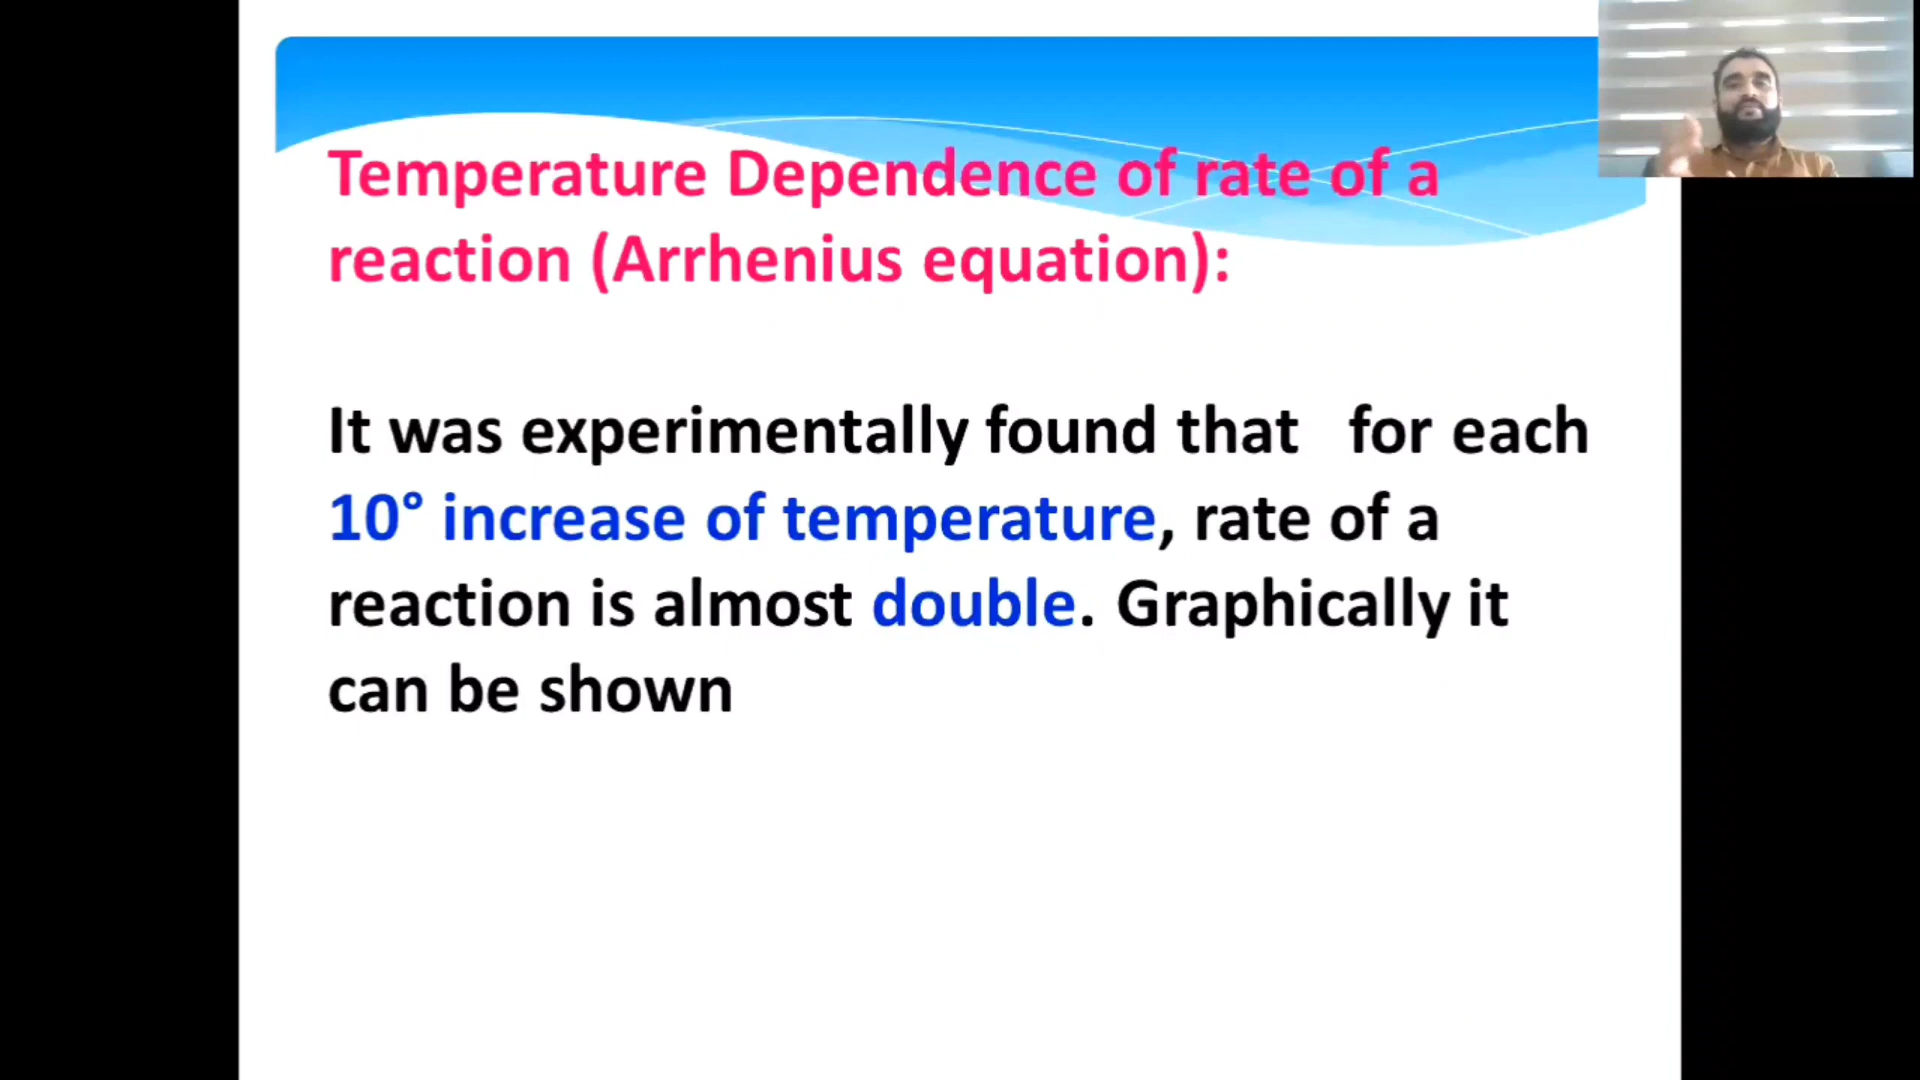 Temperature Dependence of rate of a
reaction (Arrhenius equation):
It was experimentally found that for each
10° increase of temperature, rate of a
reaction is almost double. Graphically it
can be shown